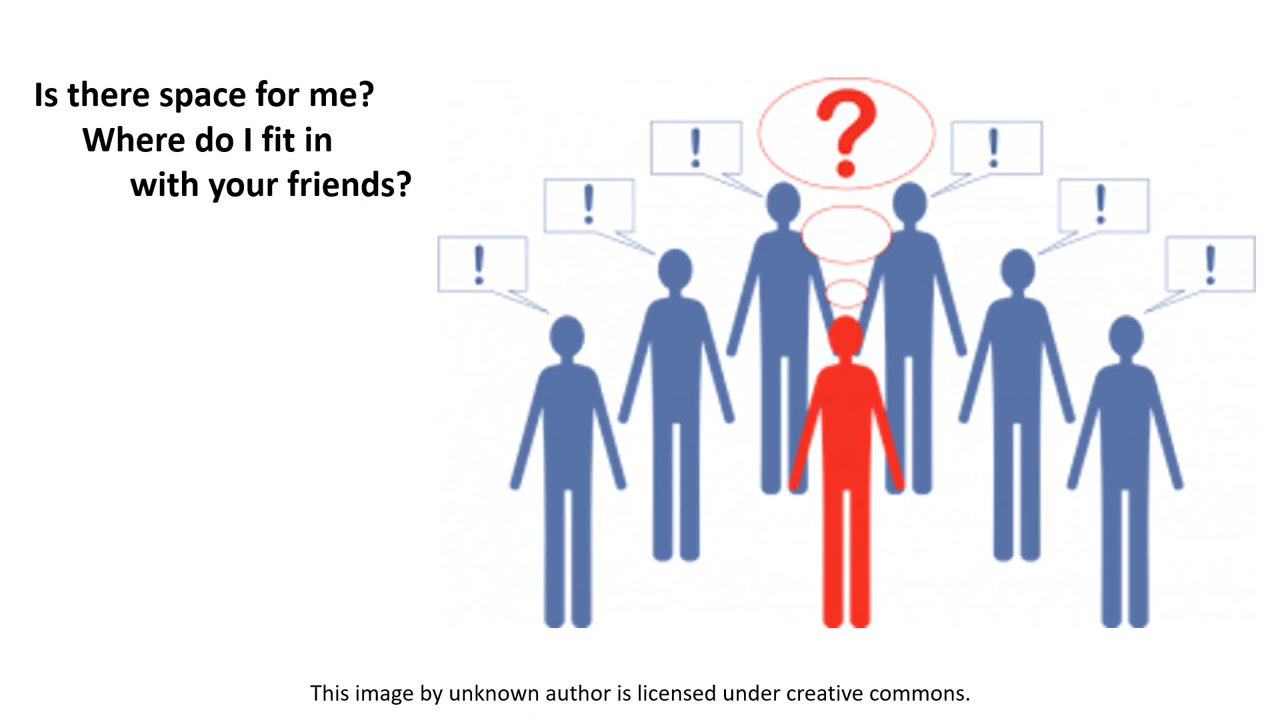 Is there space for me?
Where do I fit in
with your friends?
?
! !
! !
! !
This image by unknown author is licensed under creative commons.